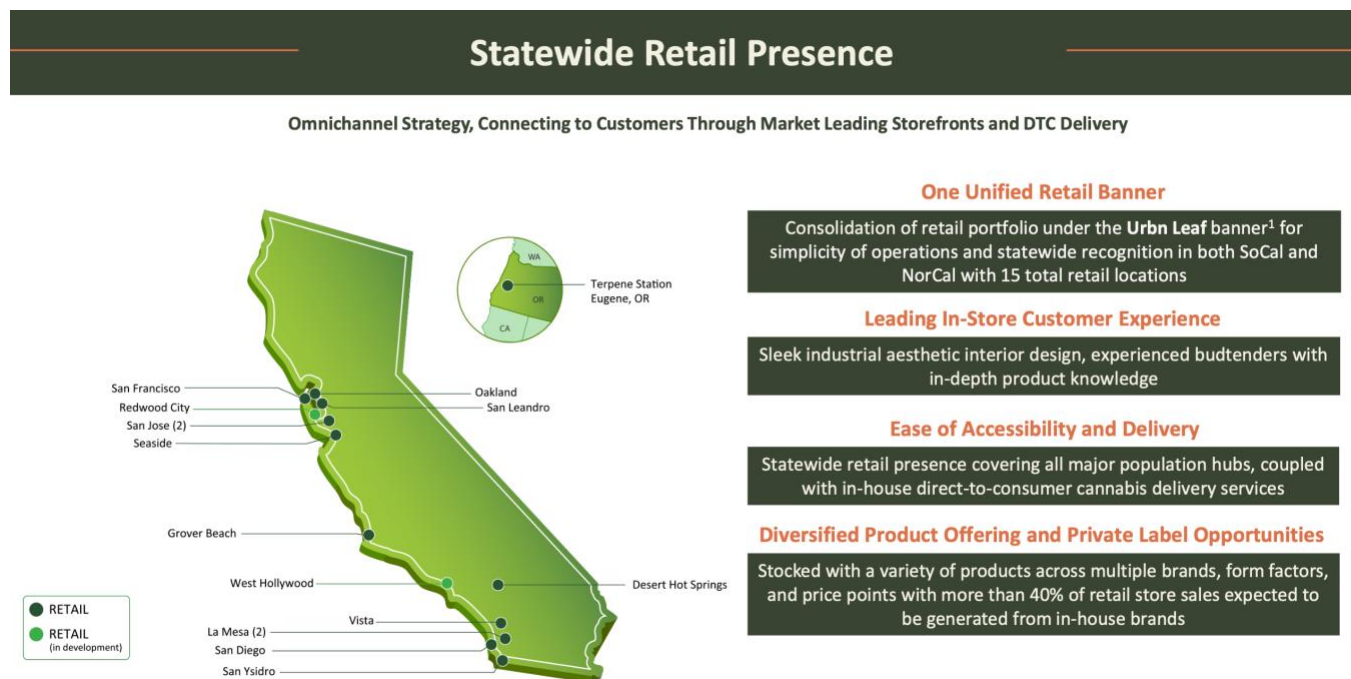 Statewide Retail Presence
Omnichannel Strategy, Connecting to Customers Through Market Leading Storefronts and DTC Delivery
WA
OR
CA
Terpene Station
Eugene, OR
San Francisco
Redwood City
San Jose (2)
Seaside
Oakland
San Leandro
Grover Beach
West Hollywood
Desert Hot Springs
Vista
La Mesa (2)
San Diego
San Ysidro
RETAIL
RETAIL
(in development)
One Unified Retail Banner
Consolidation of retail portfolio under the Urbn Leaf banner¹ for
simplicity of operations and statewide recognition in both SoCal and
NorCal with 15 total retail locations
Leading In-Store Customer Experience
Sleek industrial aesthetic interior design, experienced budtenders with
in-depth product knowledge
Ease of Accessibility and Delivery
Statewide retail presence covering all major population hubs, coupled
with in-house direct-to-consumer cannabis delivery services
Diversified Product Offering and Private Label Opportunities
Stocked with a variety of products across multiple brands, form factors,
and price points with more than 40% of retail store sales expected to
be generated from in-house brands